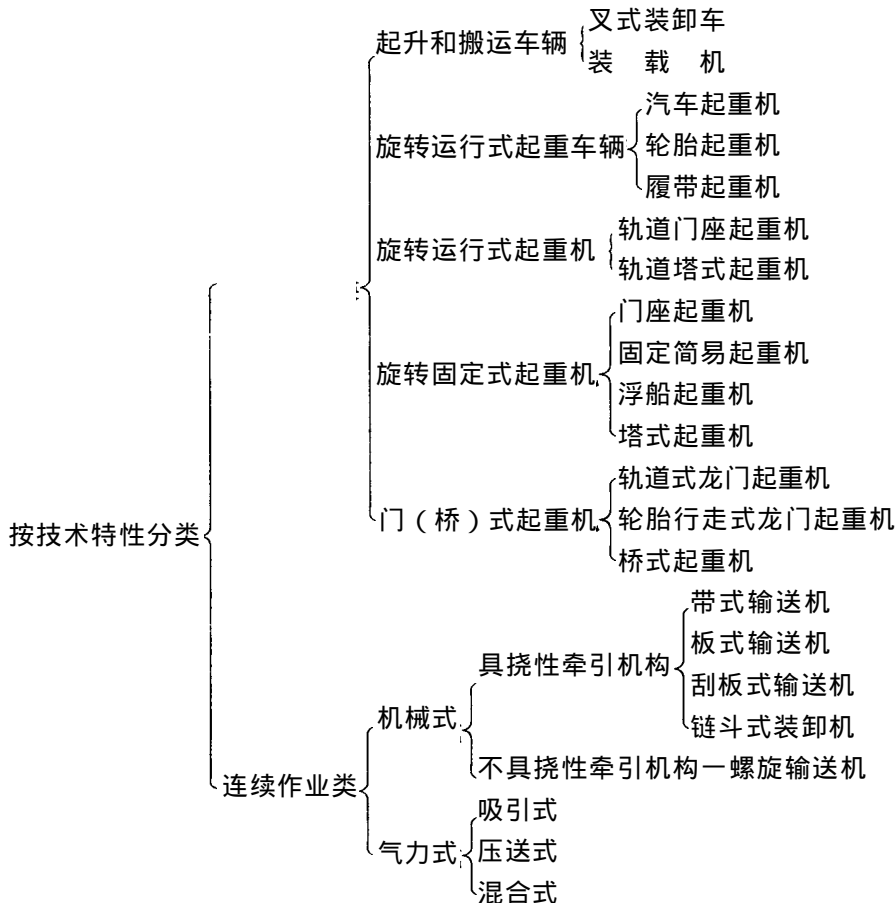 叉式装卸车
起升和搬运车辆
装 载 机
汽车起重机
旋转运行式起重车辆
轮胎起重机
履带起重机
轨道门座起重机
旋转运行式起重机
轨道塔式起重机
门座起重机
固定简易起重机
旋转固定式起重机
浮船起重机
塔式起重机
轨道式龙门起重机
门（桥）式起重机
轮胎行走式龙门起重机
按技术特性分类
桥式起重机
带式输送机
板式输送机
具挠性牵引机构
刮板式输送机
链斗式装卸机
机械式
不具挠性牵引机构一螺旋输送机
连续作业类
吸引式
气力式
压送式
混合式